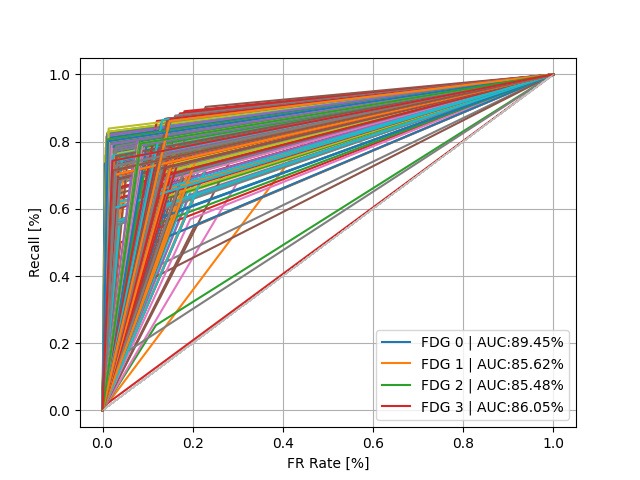 1.0
0.8
0.6
0.4
0.2
0.0
Recall [%]
FDG 0 | AUC:89.45%
FDG 1 | AUC:85.62%
FDG 2 | AUC:85.48%
FDG 3 | AUC:86.05%
0.0 0.2 0.4 0.6 0.8 1.0
FR Rate [%]